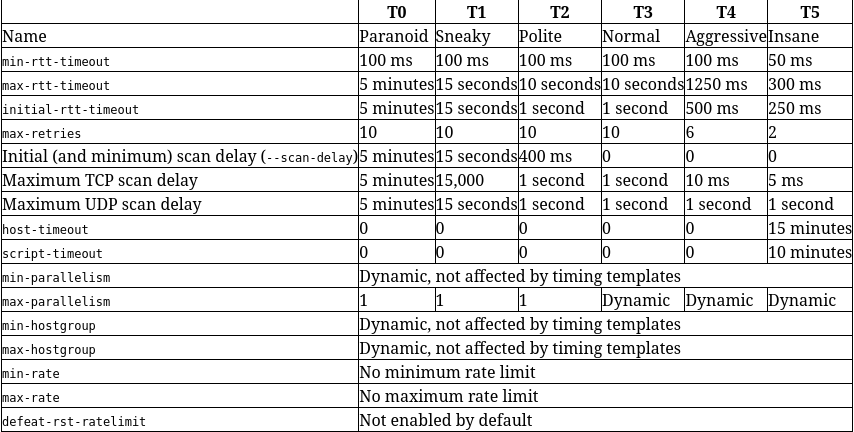 T0 T1 T2 T3 T4 T5
Name Paranoid Sneaky Polite Normal Aggressive Insane
min-rtt-timeout 100 ms 100 ms 100 ms 100 ms 100 ms 50 ms
max-rtt-timeout 5 minutes 15 seconds 10 seconds 10 seconds 1250 ms 300 ms
initial-rtt-timeout 5 minutes 15 seconds 1 second 1 second 500 ms 250 ms
max-retries 10 10 10 10 6 2
Initial (and minimum) scan delay (--scan-delay) 5 minutes 15 seconds 400 ms 0 0 0
Maximum TCP scan delay 5 minutes 15,000 1 second 1 second 10 ms 5 ms
Maximum UDP scan delay 5 minutes 15 seconds 1 second 1 second 1 second 1 second
host-timeout 0 0 0 0 0 15 minutes
script-timeout 0 0 0 0 0 10 minutes
min-parallelism Dynamic, not affected by timing templates
max-parallelism 1 1 1 Dynamic Dynamic Dynamic
min-hostgroup Dynamic, not affected by timing templates
max-hostgroup Dynamic, not affected by timing templates
min-rate No minimum rate limit
max-rate No maximum rate limit
defeat-rst-ratelimit Not enabled by default